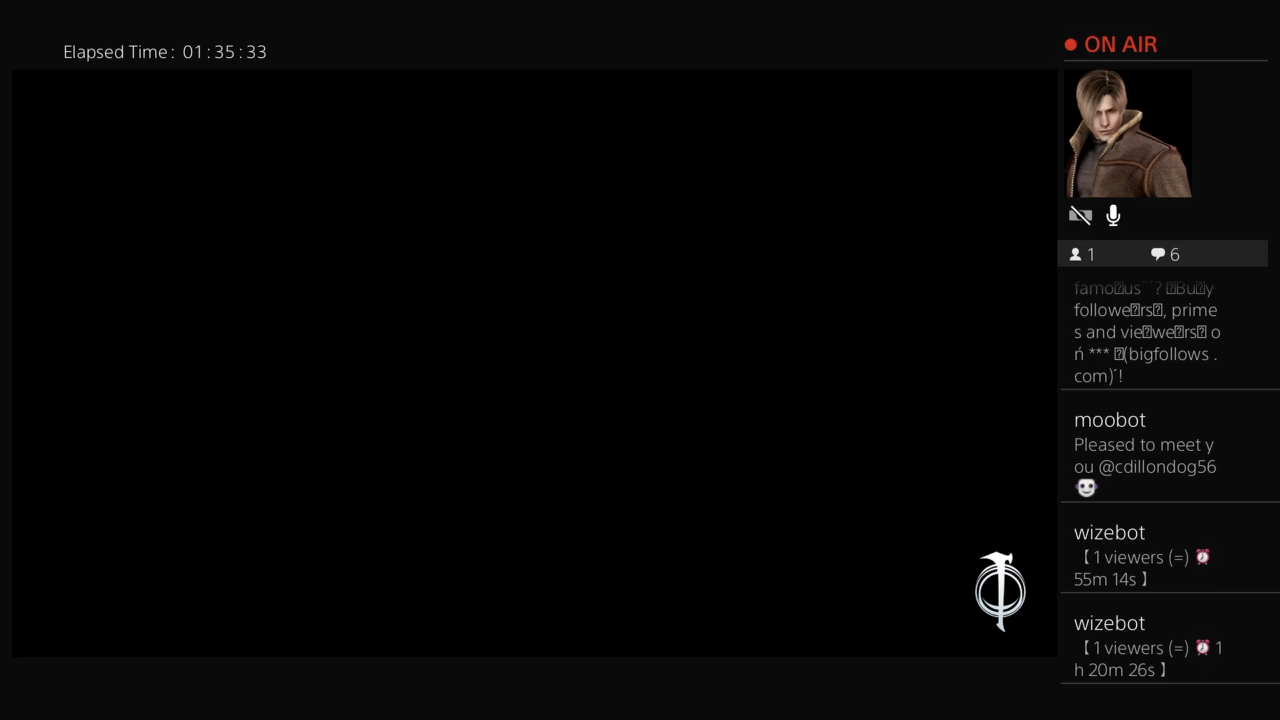 Elapsed Time: 01:35:33
ON AIR
1 6
famo�us ´? �Bu�y
followe�rs�, prime
s and vie�we�rs� o
ń *** �(bigfollows .
com)´!
moobot
Pleased to meet y
ou @cdillondog56
wizebot
【1 viewers (=) ⏰
55m 14s】
wizebot
【1 viewers (=) ⏰ 1
h 20m 26s】